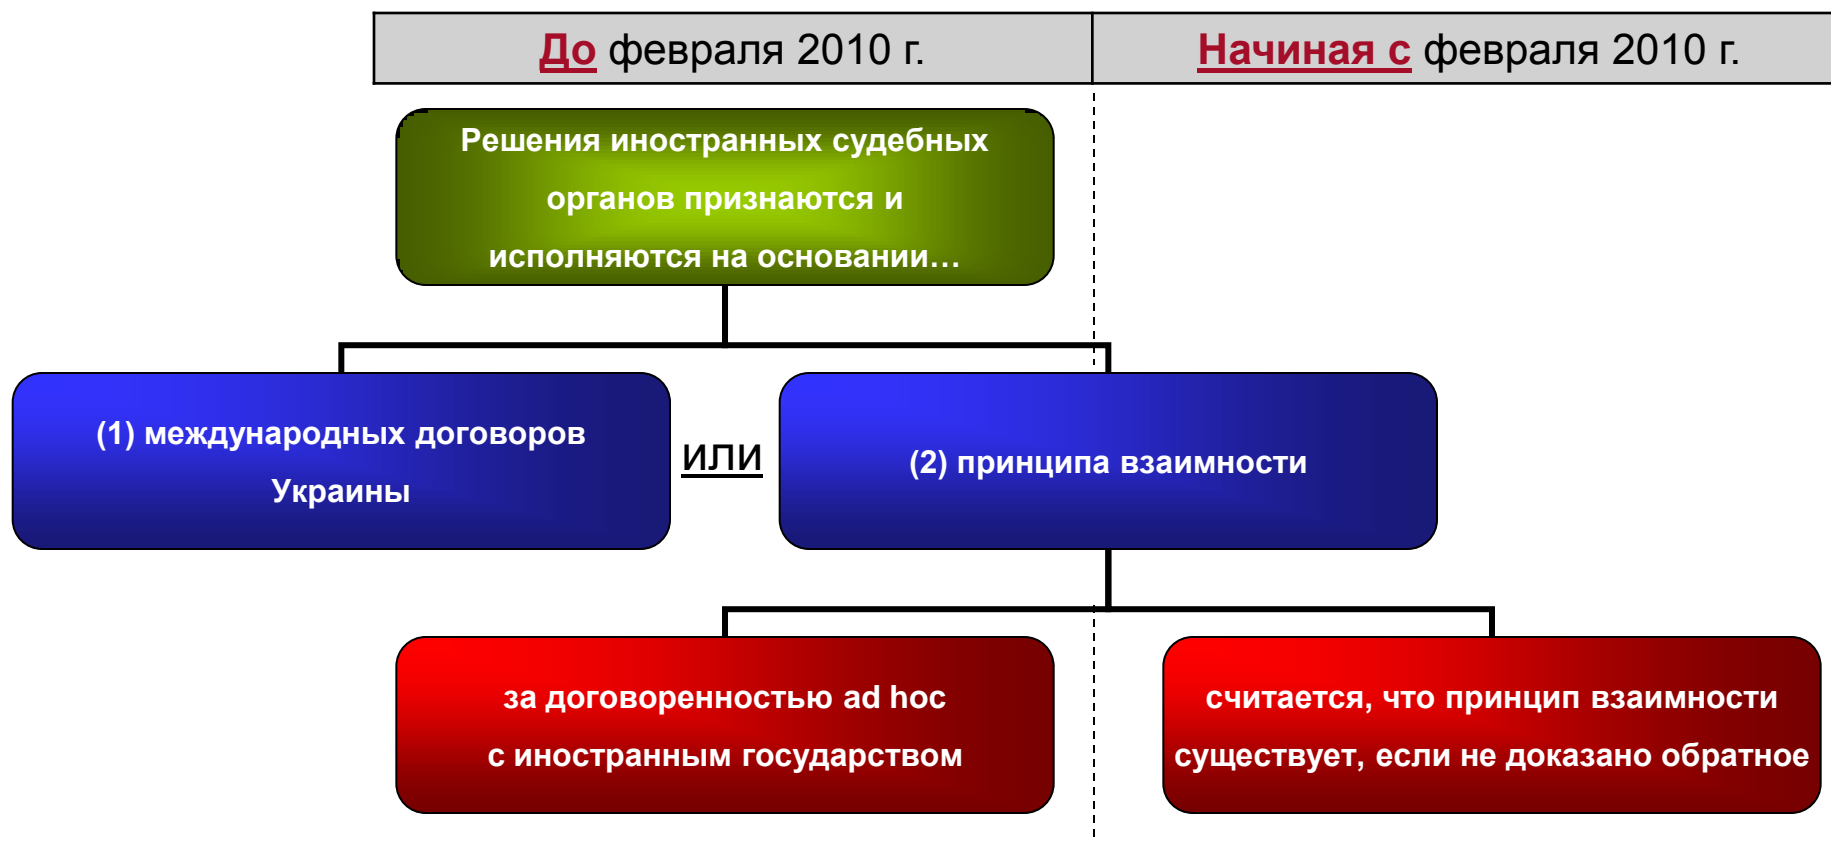 До февраля 2010 г.
Начиная с февраля 2010 г.
Решения иностранных судебных
органов признаются и
исполняются на основании…
(1) международных договоров
Украины
или
(2) принципа взаимности
за договоренностью ad hoc
с иностранным государством
считается, что принцип взаимности
существует, если не доказано обратное